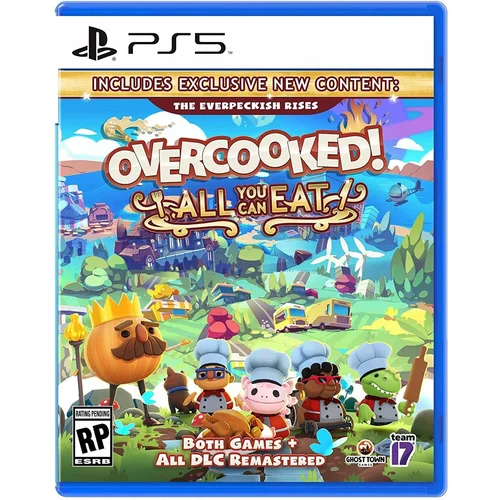 PS5
INCLUDES EXCLUSIVE NEW CONTENT:
THE EVERPECKISH RISES
OVERCOOKED!
ALL YOU CAN EAT!
BOTH GAMES +
ALL DLC REMASTERED
RATING PENDING
RP
ESRB
GHOST TOWN
GAMES
team
17